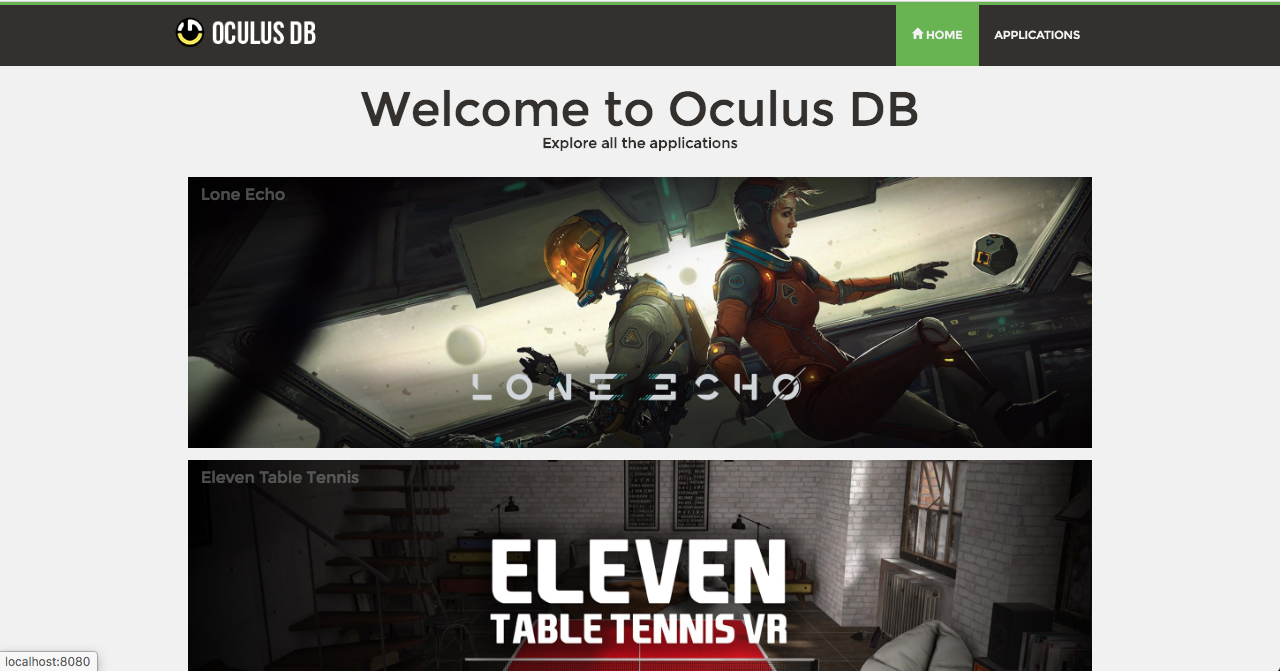 OCULUS DB
HOME
APPLICATIONS
Welcome to Oculus DB
Explore all the applications
Lone Echo
LONE ECHO
Eleven Table Tennis
ELEVEN
TABLE TENNIS VR
localhost:8080